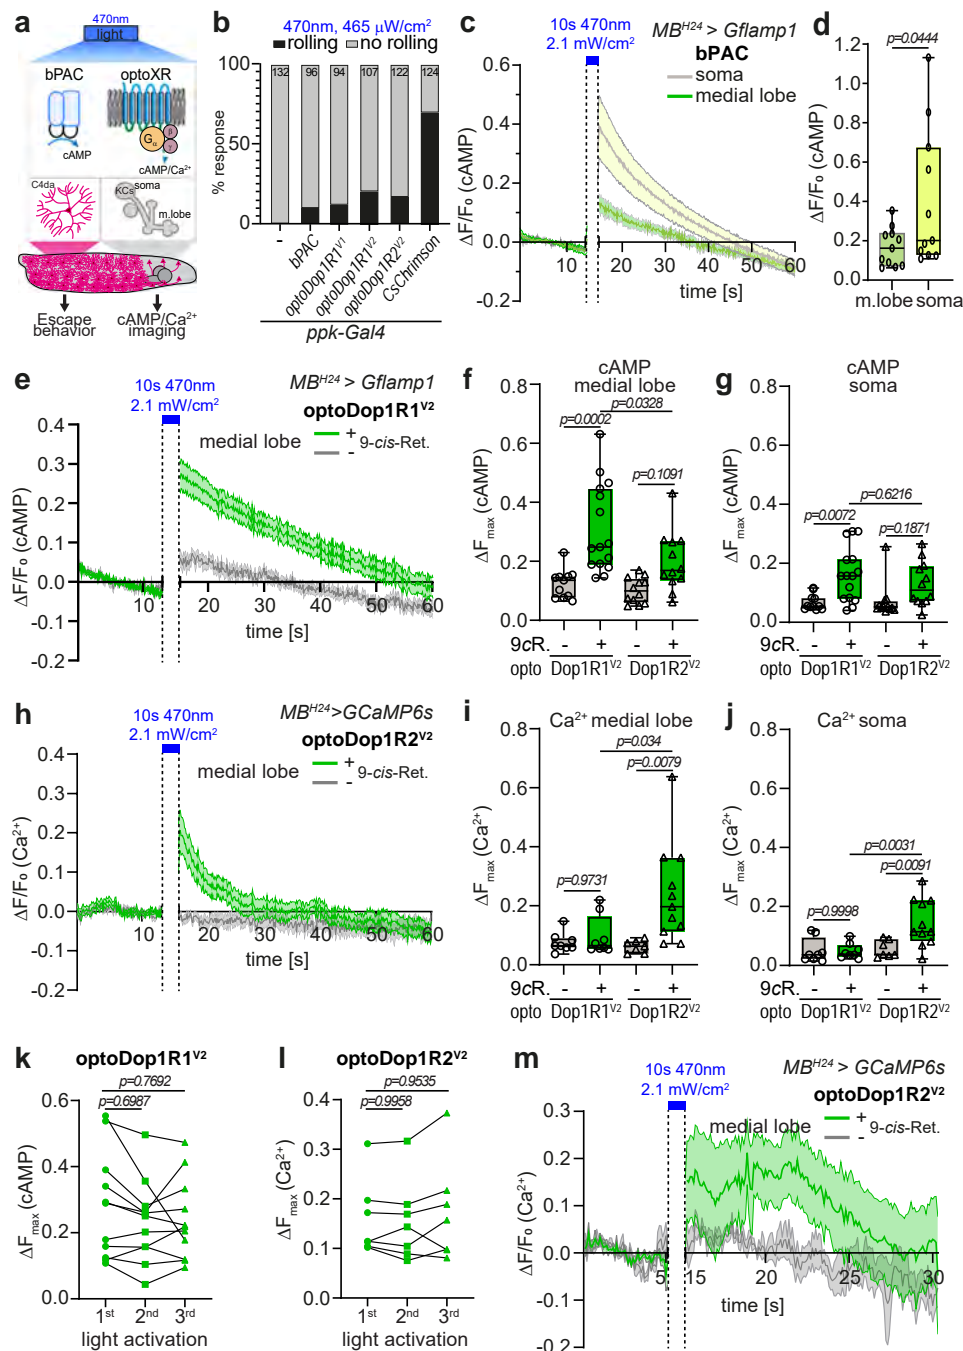 a
470nm
light
bPAC
optoXR
Gα
β
γ
cAMP
cAMP/Ca²⁺
C4da
KCs
soma
m.lobe
Escape behavior
cAMP/Ca²⁺ imaging
b
470nm, 465 µW/cm²
rolling
no rolling
% response
100
50
0
132
96
94
107
122
124
-
bPAC
optoDop1R1ⱽ¹
optoDop1R1ⱽ²
optoDop1R2ⱽ²
CsChrimson
ppk-Gal4
c
10s 470nm
2.1 mW/cm²
MBᴴ²⁴ > Gflamp1
bPAC
soma
medial lobe
ΔF/F₀ (cAMP)
0.6
0.4
0.2
0.0
-0.2
10
20
30
40
50
60
time [s]
d
p=0.0444
ΔF/F₀ (cAMP)
1.2
1.0
0.8
0.6
0.4
0.2
0.0
m.lobe
soma
e
10s 470nm
2.1 mW/cm²
MBᴴ²⁴ > Gflamp1
optoDop1R1ⱽ²
medial lobe
+
-
9-cis-Ret.
ΔF/F₀ (cAMP)
0.4
0.3
0.2
0.1
0.0
-0.1
-0.2
10
20
30
40
50
60
time [s]
f
cAMP
medial lobe
p=0.0328
p=0.0002
p=0.1091
ΔFmax (cAMP)
0.8
0.6
0.4
0.2
0.0
9cR.
- + - +
opto
Dop1R1ⱽ²
Dop1R2ⱽ²
g
cAMP
soma
p=0.6216
p=0.0072
p=0.1871
ΔFmax (cAMP)
0.8
0.6
0.4
0.2
0.0
9cR.
- + - +
opto
Dop1R1ⱽ²
Dop1R2ⱽ²
h
10s 470nm
2.1 mW/cm²
MBᴴ²⁴>GCaMP6s
optoDop1R2ⱽ²
medial lobe
+
-
9-cis-Ret.
ΔF/F₀ (Ca²⁺)
0.4
0.3
0.2
0.1
0.0
-0.1
-0.2
10
20
30
40
50
60
time [s]
i
Ca²⁺ medial lobe
p=0.034
p=0..0079
p=0.9731
ΔFmax (Ca²⁺)
0.8
0.6
0.4
0.2
0.0
9cR.
- + - +
opto
Dop1R1ⱽ²
Dop1R2ⱽ²
j
Ca²⁺ soma
p=0.0031
p=0.0091
p=0.9998
ΔFmax (Ca²⁺)
0.8
0.6
0.4
0.2
0.0
9cR.
- + - +
opto
Dop1R1ⱽ²
Dop1R2ⱽ²
k
optoDop1R1ⱽ²
p=0.7692
p=0.6987
ΔFmax (cAMP)
0.6
0.4
0.2
0.0
1ˢᵗ
2ⁿᵈ
3ʳᵈ
light activation
l
optoDop1R2ⱽ²
p=0.9535
p=0.9958
ΔFmax (Ca²⁺)
0.4
0.3
0.2
0.1
0.0
1ˢᵗ
2ⁿᵈ
3ʳᵈ
light activation
m
10s 470nm
2.1 mW/cm²
MBᴴ²⁴ > GCaMP6s
optoDop1R2ⱽ²
medial lobe
+
-
9-cis-Ret.
ΔF/F₀ (Ca²⁺)
0.3
0.2
0.1
0.0
-0.1
-0.2
5
15
20
25
30
time [s]